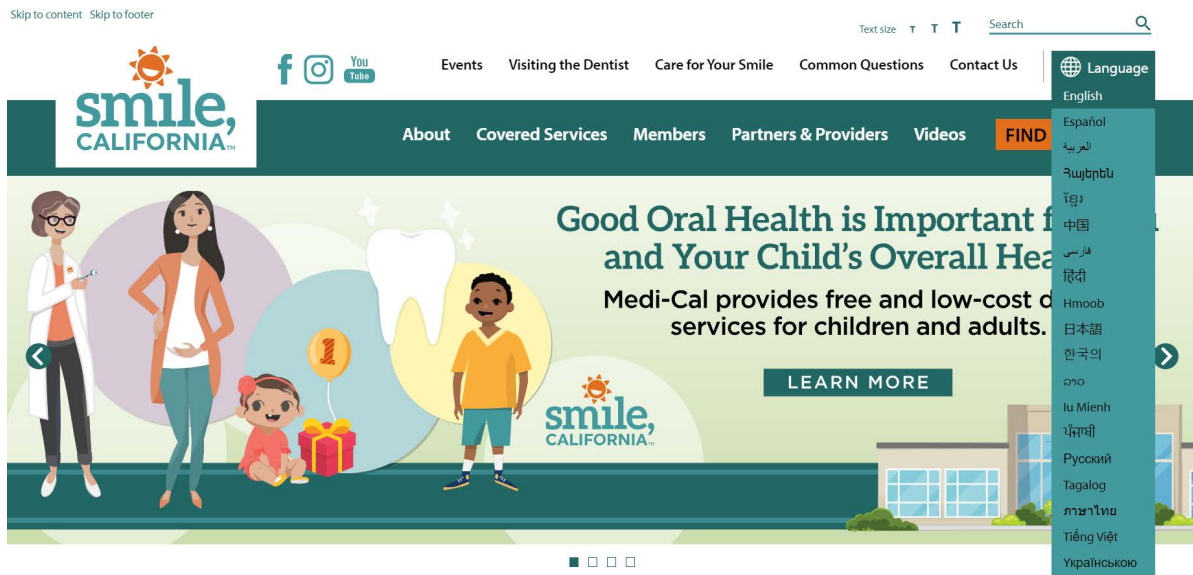 Skip to content Skip to footer
Text size T T T Search
smile,
CALIFORNIA™
You
Tube
Events Visiting the Dentist Care for Your Smile Common Questions Contact Us
Language
English
Español
العربية
Հայերեն
ខ្មែរ
中国
فارسی
हिंदी
Hmoob
日本語
한국의
ລາວ
Iu Mienh
ਪੰਜਾਬੀ
Русский
Tagalog
ภาษาไทย
Tiếng Việt
Українською
About Covered Services Members Partners & Providers Videos FIND
Good Oral Health is Important
and Your Child's Overall
Medi-Cal provides free and low-cost
services for children and adults.
LEARN MORE
1
smile,
CALIFORNIA™